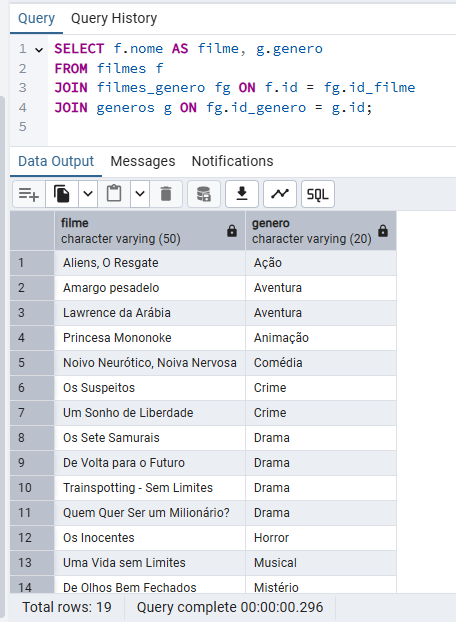 Query Query History
1 SELECT f.nome AS filme, g.genero
2 FROM filmes f
3 JOIN filmes_genero fg ON f.id = fg.id_filme
4 JOIN generos g ON fg.id_genero = g.id;
5
Data Output Messages Notifications
SQL
filme genero
character varying (50) character varying (20)
1 Aliens, O Resgate Ação
2 Amargo pesadelo Aventura
3 Lawrence da Arábia Aventura
4 Princesa Mononoke Animação
5 Noivo Neurótico, Noiva Nervosa Comédia
6 Os Suspeitos Crime
7 Um Sonho de Liberdade Crime
8 Os Sete Samurais Drama
9 De Volta para o Futuro Drama
10 Trainspotting - Sem Limites Drama
11 Quem Quer Ser um Milionário? Drama
12 Os Inocentes Horror
13 Uma Vida sem Limites Musical
14 De Olhos Bem Fechados Mistério
Total rows: 19 Query complete 00:00:00.296